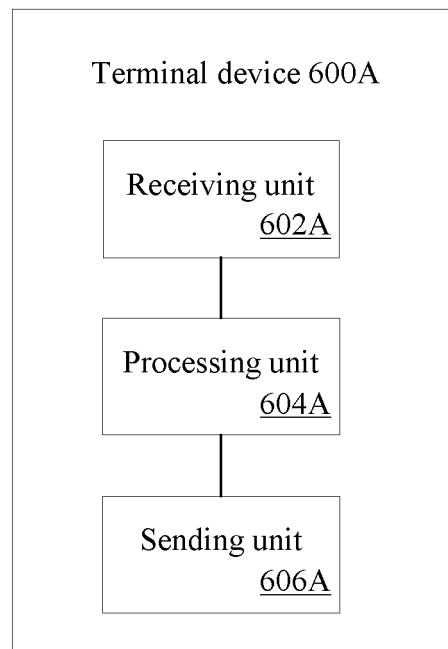 Terminal device 600A
Receiving unit
602A
Processing unit
604A
Sending unit
606A